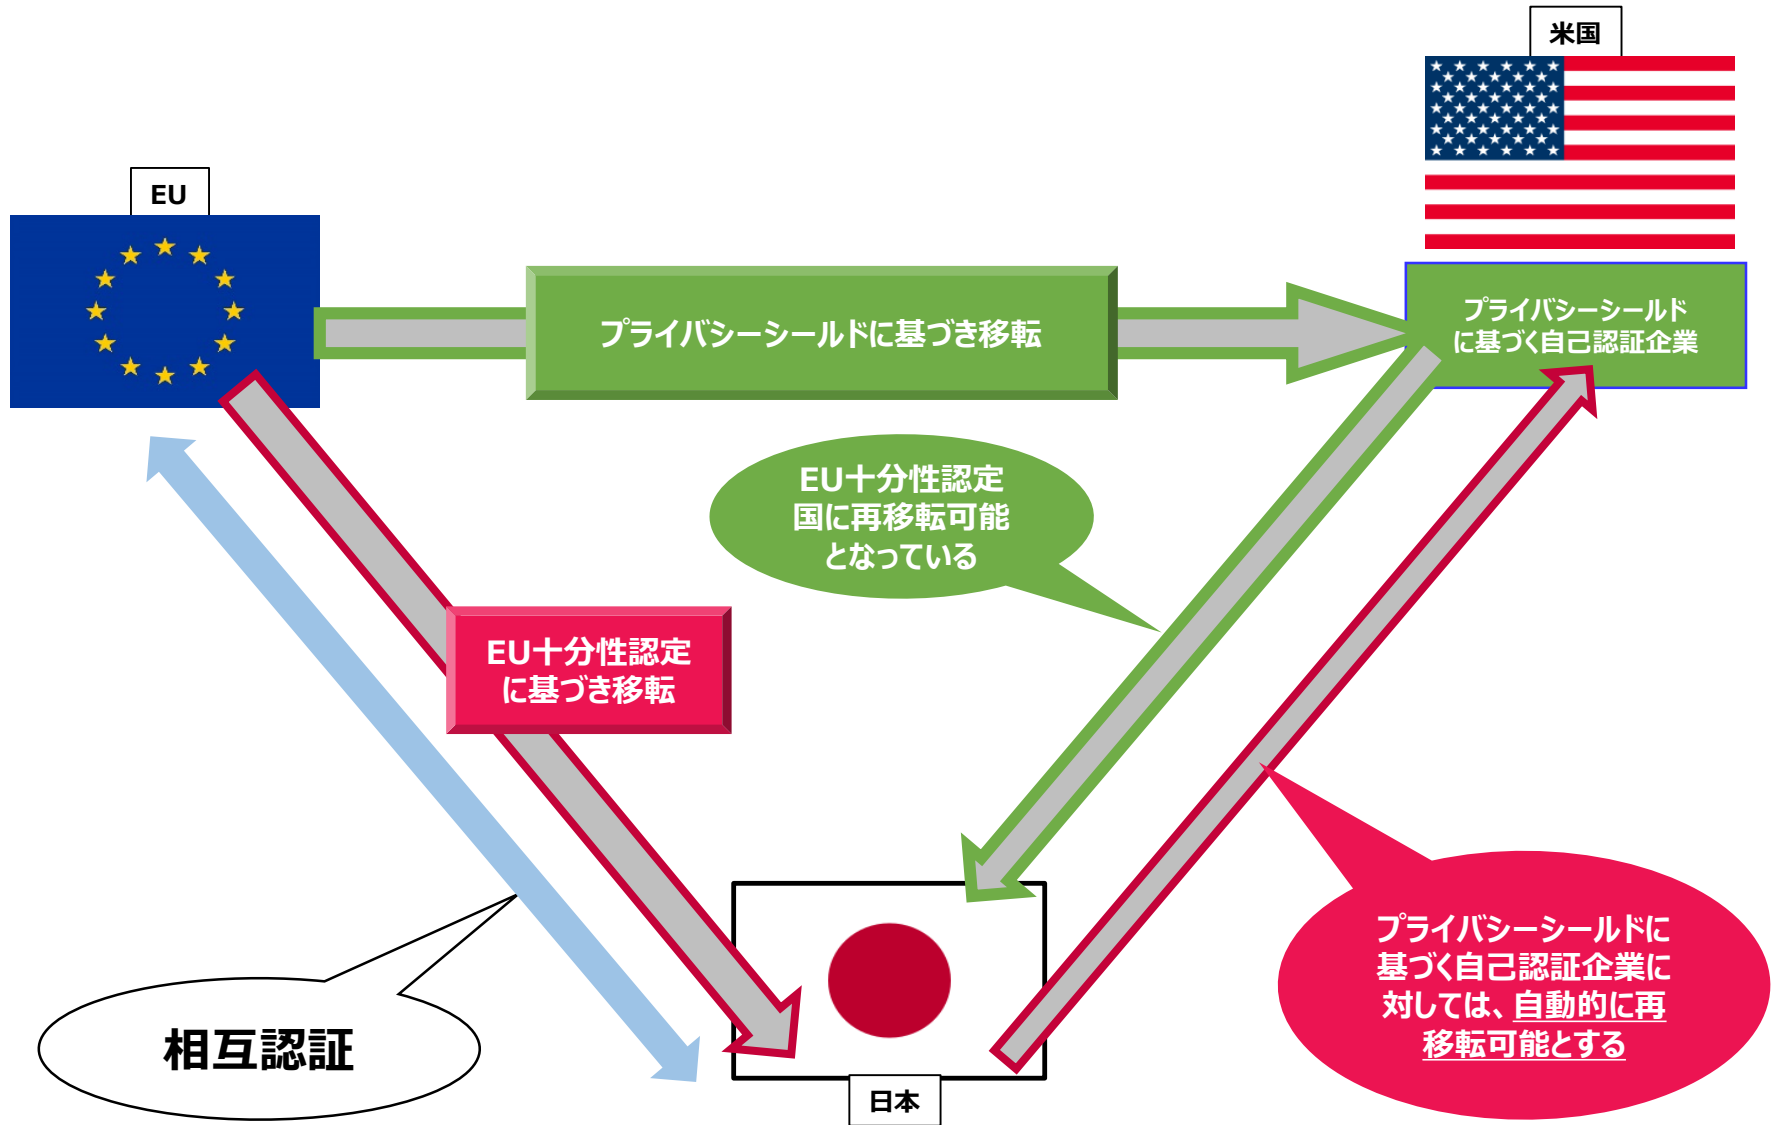 米国
EU
プライバシーシールドに基づき移転
プライバシーシールド
に基づく自己認証企業
EU十分性認定
国に再移転可能
となっている
EU十分性認定
に基づき移転
プライバシーシールドに
基づく自己認証企業に
対しては、自動的に再
移転可能とする
相互認証
日本